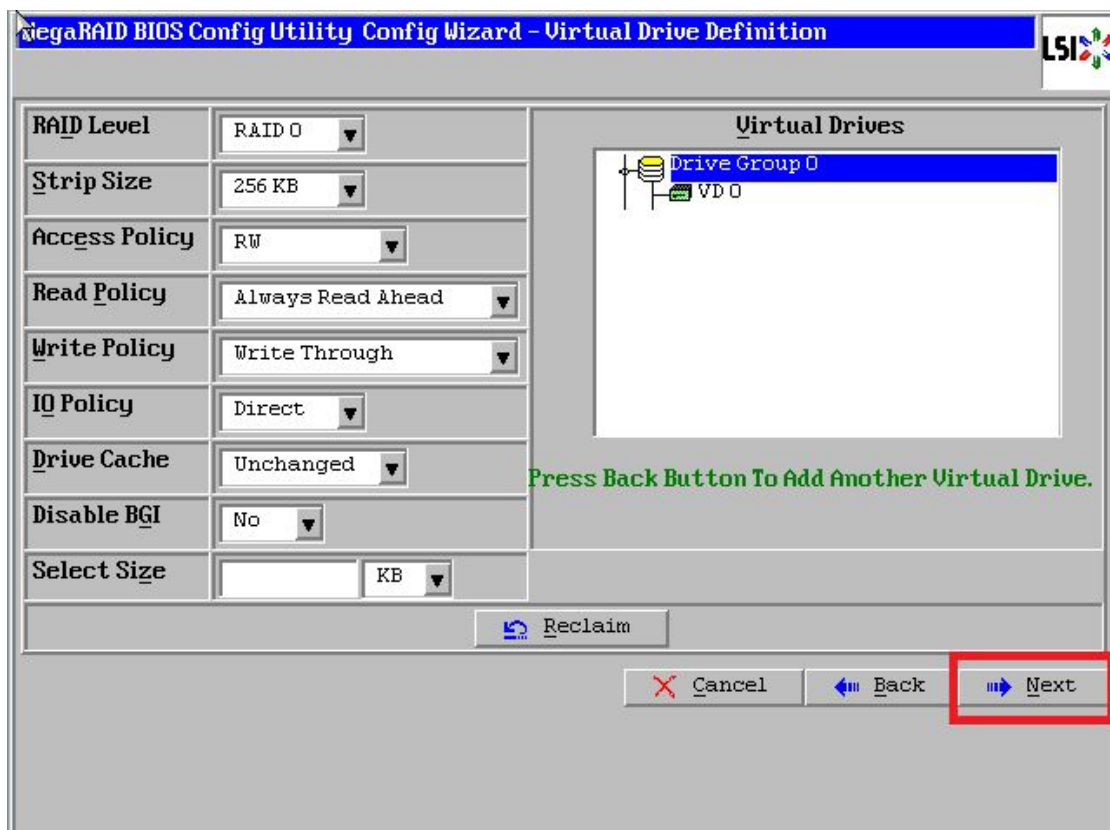 MegaRAID BIOS Config Utility Config Wizard - Virtual Drive Definition
LSI
RAID Level
RAID 0
Strip Size
256 KB
Access Policy
RW
Read Policy
Always Read Ahead
Write Policy
Write Through
IO Policy
Direct
Drive Cache
Unchanged
Disable BGI
No
Select Size
KB
Virtual Drives
Drive Group 0
VD 0
Press Back Button To Add Another Virtual Drive.
Reclaim
Cancel
Back
Next